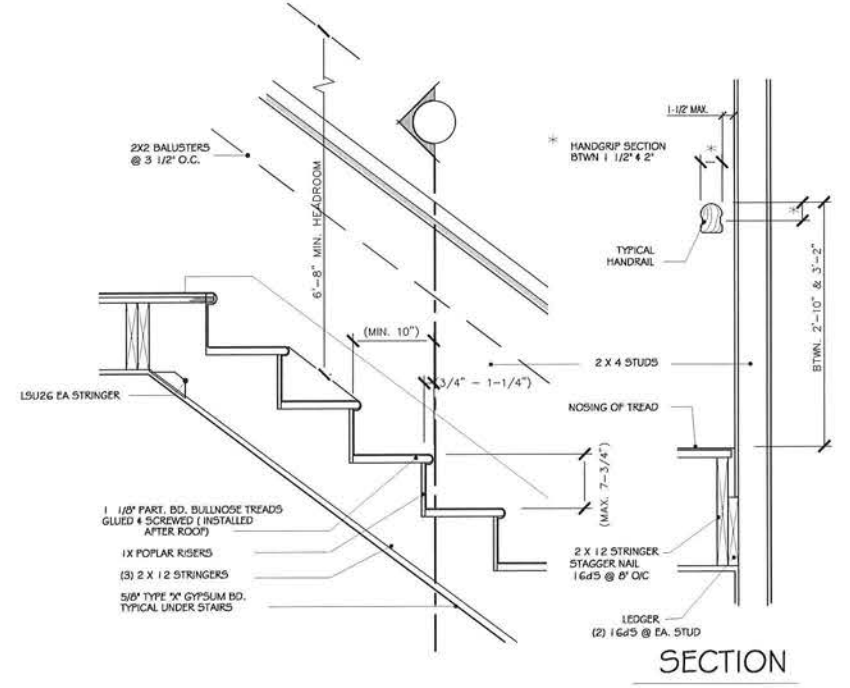 1-1/2" MAX.
2X2 BALUSTERS
@ 3 1/2" O.C.
* HANDGRIP SECTION
BTWN 1 1/2" & 2"
*
6'-8" MIN. HEADROOM
*
TYPICAL
HANDRAIL
BTWN. 2'-10" & 3'-2"
(MIN. 10")
2 X 4 STUDS
(3/4" - 1-1/4")
LSU26 EA STRINGER
NOSING OF TREAD
(MAX. 7-3/4")
1 1/8" PART. BD. BULLNOSE TREADS
GLUED & SCREWED (INSTALLED
AFTER ROOF)
1X POPLAR RISERS
(3) 2 X 12 STRINGERS
5/8" TYPE "X" GYPSUM BD.
TYPICAL UNDER STAIRS
2 X 12 STRINGER
STAGGER NAIL
16dS @ 8" O/C
LEDGER
(2) 16dS @ EA. STUD
SECTION